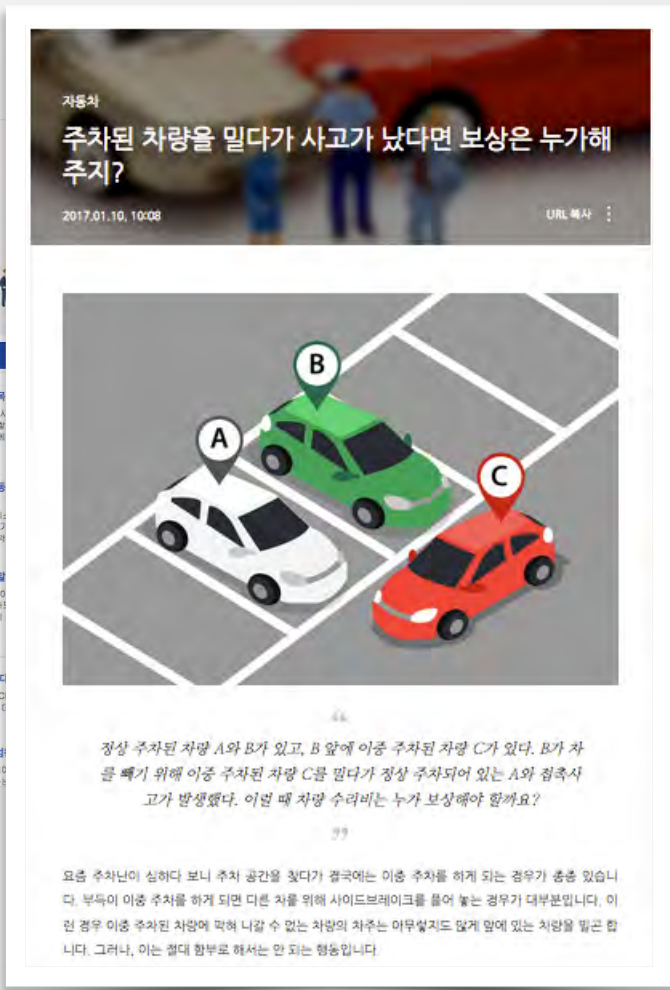 자동차
주차된 차량을 밀다가 사고가 났다면 보상은 누가해
주지?
2017.01.10. 10:08
URL 복사
B
A
C
“
정상 주차된 차량 A와 B가 있고, B 앞에 이중 주차된 차량 C가 있다. B가 차
를 빼기 위해 이중 주차된 차량 C를 밀다가 정상 주차되어 있는 A와 접촉사
고가 발생했다. 이럴 때 차량 수리비는 누가 보상해야 할까요?
”
요즘 주차난이 심하다 보니 주차 공간을 찾다가 결국에는 이중 주차를 하게 되는 경우가 종종 있습니
다. 부득이 이중 주차를 하게 되면 다른 차를 위해 사이드브레이크를 풀어 놓는 경우가 대부분입니다. 이
런 경우 이중 주차된 차량에 막혀 나갈 수 없는 차량의 차주는 아무렇지도 않게 앞에 있는 차량을 밀곤 합
니다. 그러나, 이는 절대 함부로 해서는 안 되는 행동입니다.